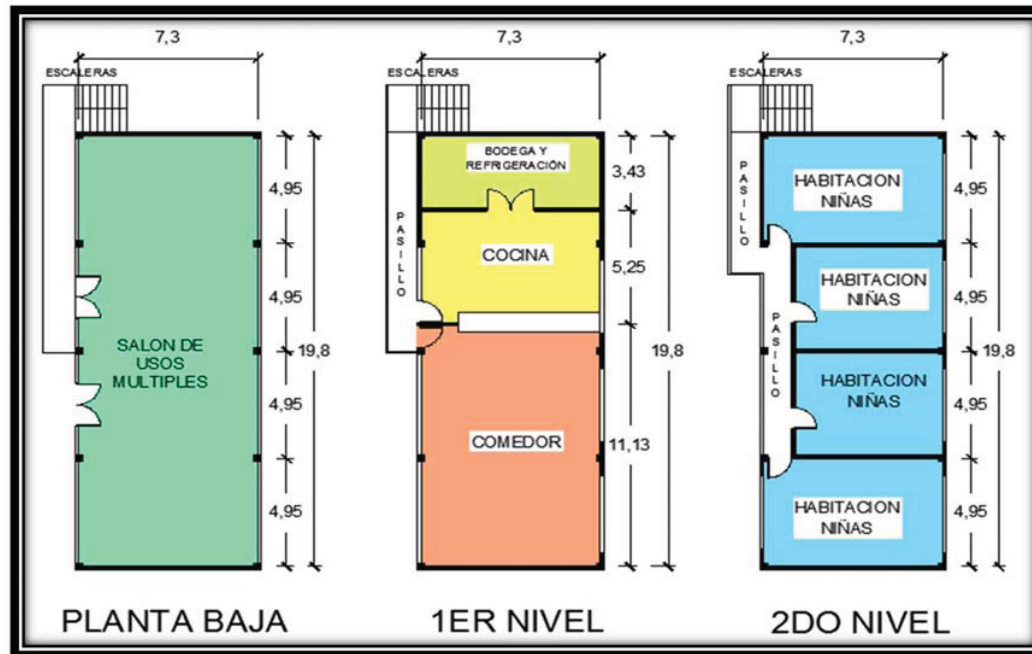 7,3
ESCALERAS
4,95
4,95
19,8
4,95
4,95
SALON DE
USOS
MULTIPLES
PLANTA BAJA
7,3
ESCALERAS
BODEGA Y
REFRIGERACIÓN
3,43
PASILLO
COCINA
5,25
19,8
COMEDOR
11,13
1ER NIVEL
7,3
ESCALERAS
PASILLO
HABITACION
NIÑAS
4,95
HABITACION
NIÑAS
4,95
PASILLO
19,8
HABITACION
NIÑAS
4,95
HABITACION
NIÑAS
4,95
2DO NIVEL